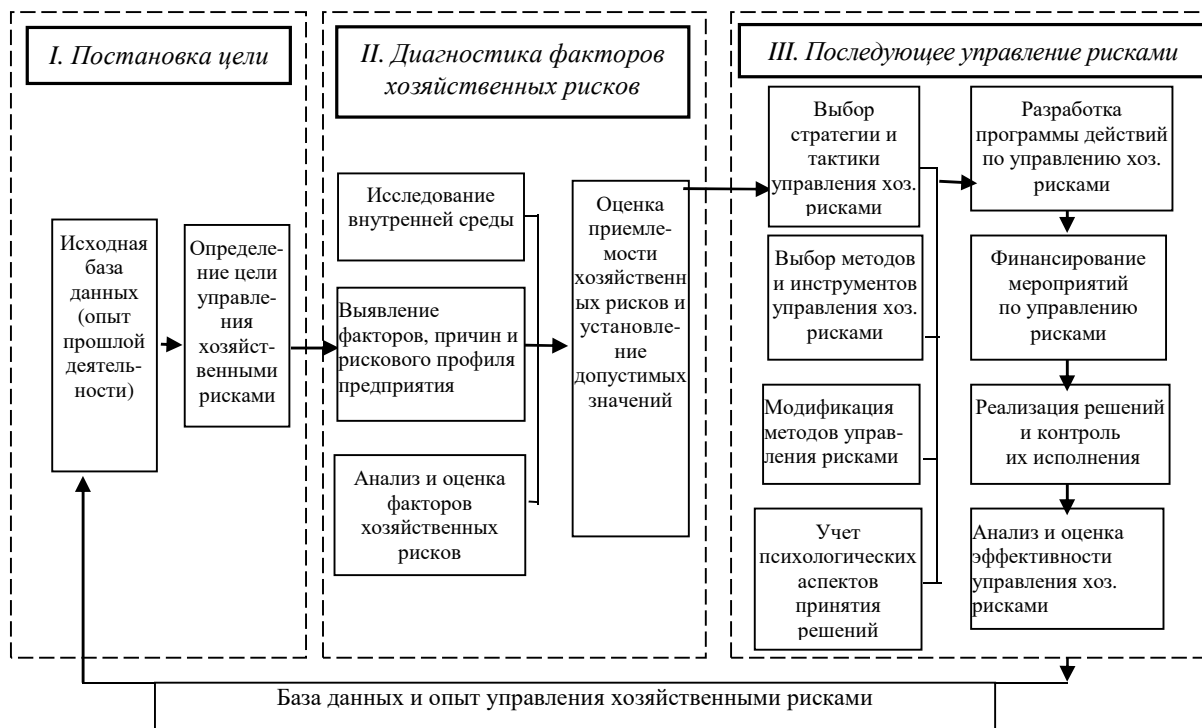 I. Постановка цели
II. Диагностика факторов
хозяйственных рисков
III. Последующее управление рисками
Исходная
база
данных
(опыт
прошлой
деятель-
ности)
Определе-
ние цели
управле-
ния
хозяйст-
венными
рисками
Исследование
внутренней среды
Выявление
факторов, причин и
рискового профиля
предприятия
Анализ и оценка
факторов
хозяйственных
рисков
Оценка
приемле-
мости
хозяйственн
ых рисков и
установле-
ние
допустимых
значений
Выбор
стратегии и
тактики
управления хоз.
рисками
Выбор методов
и инструментов
управления хоз.
рисками
Модификация
методов управ-
ления рисками
Учет
психологических
аспектов
принятия
решений
Разработка
программы действий
по управлению хоз.
рисками
Финансирование
мероприятий
по управлению
рисками
Реализация решений
и контроль
их исполнения
Анализ и оценка
эффективности
управления хоз.
рисками
База данных и опыт управления хозяйственными рисками